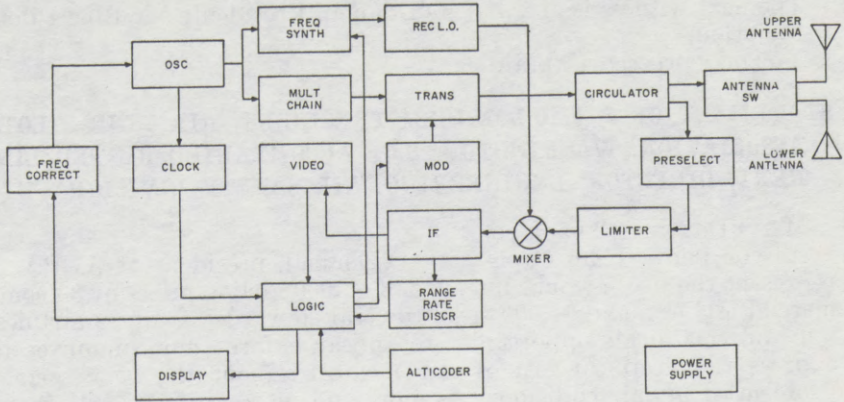 FREQ
SYNTH
REC L.O.
UPPER
ANTENNA
OSC
MULT
CHAIN
TRANS
CIRCULATOR
ANTENNA
SW
FREQ
CORRECT
CLOCK
VIDEO
MOD
PRESELECT
LOWER
ANTENNA
IF
MIXER
LIMITER
LOGIC
RANGE
RATE
DISCR
DISPLAY
ALTICODER
POWER
SUPPLY